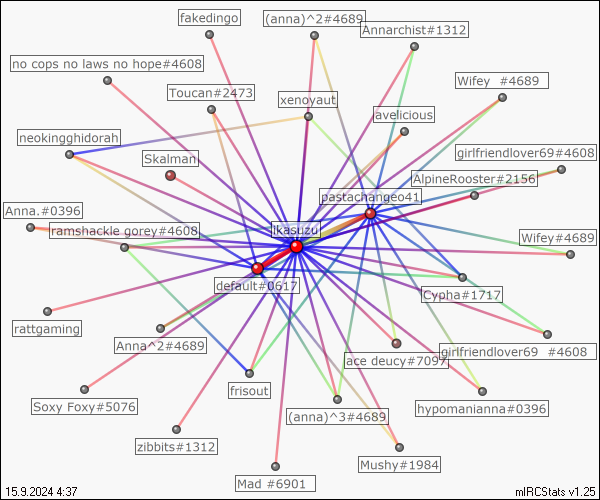 fakedingo
(anna)^2#4689
Annarchist#1312
no cops no laws no hope#4608
Toucan#2473
xenoyaut
Wifey #4689
avelicious
neokingghidorah
Skalman
girlfriendlover69#4608
AlpineRooster#2156
pastachangeo41
Anna.#0396
ramshackle gorey#4608
ikasuzu
Wifey#4689
default#0617
Cypha#1717
rattgaming
Anna^2#4689
ace deucy#7097
girlfriendlover69 #4608
frisout
Soxy Foxy#5076
(anna)^3#4689
hypomanianna#0396
zibbits#1312
Mushy#1984
Mad #6901
15.9.2024 4:37
mIRCStats v1.25